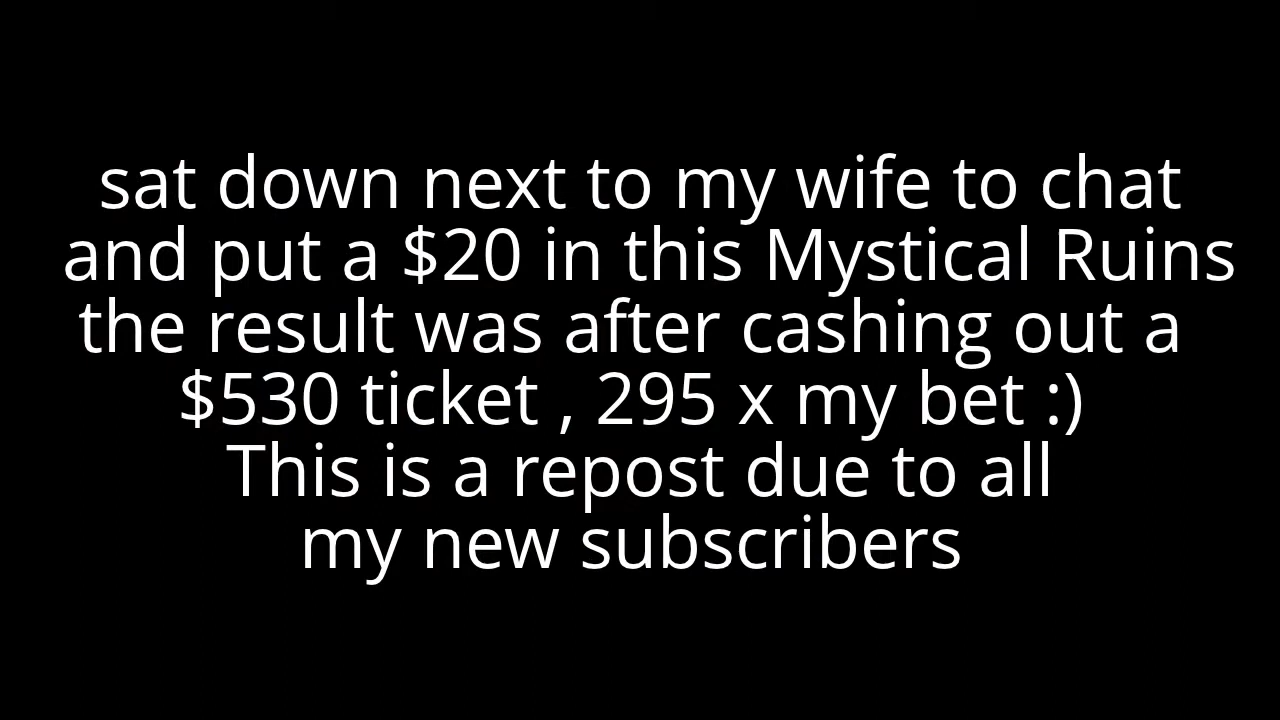 sat down next to my wife to chat
and put a $20 in this Mystical Ruins
the result was after cashing out a
$530 ticket , 295 x my bet :)
This is a repost due to all
my new subscribers